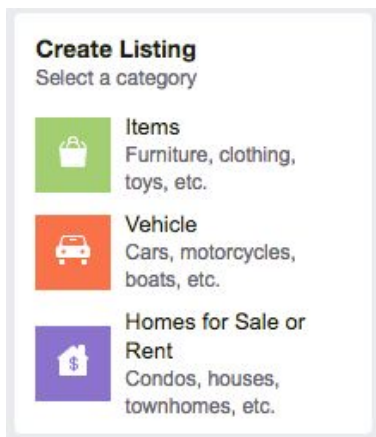 Create Listing
Select a category
Items
Furniture, clothing,
toys, etc.
Vehicle
Cars, motorcycles,
boats, etc.
Homes for Sale or
Rent
$
Condos, houses,
townhomes, etc.